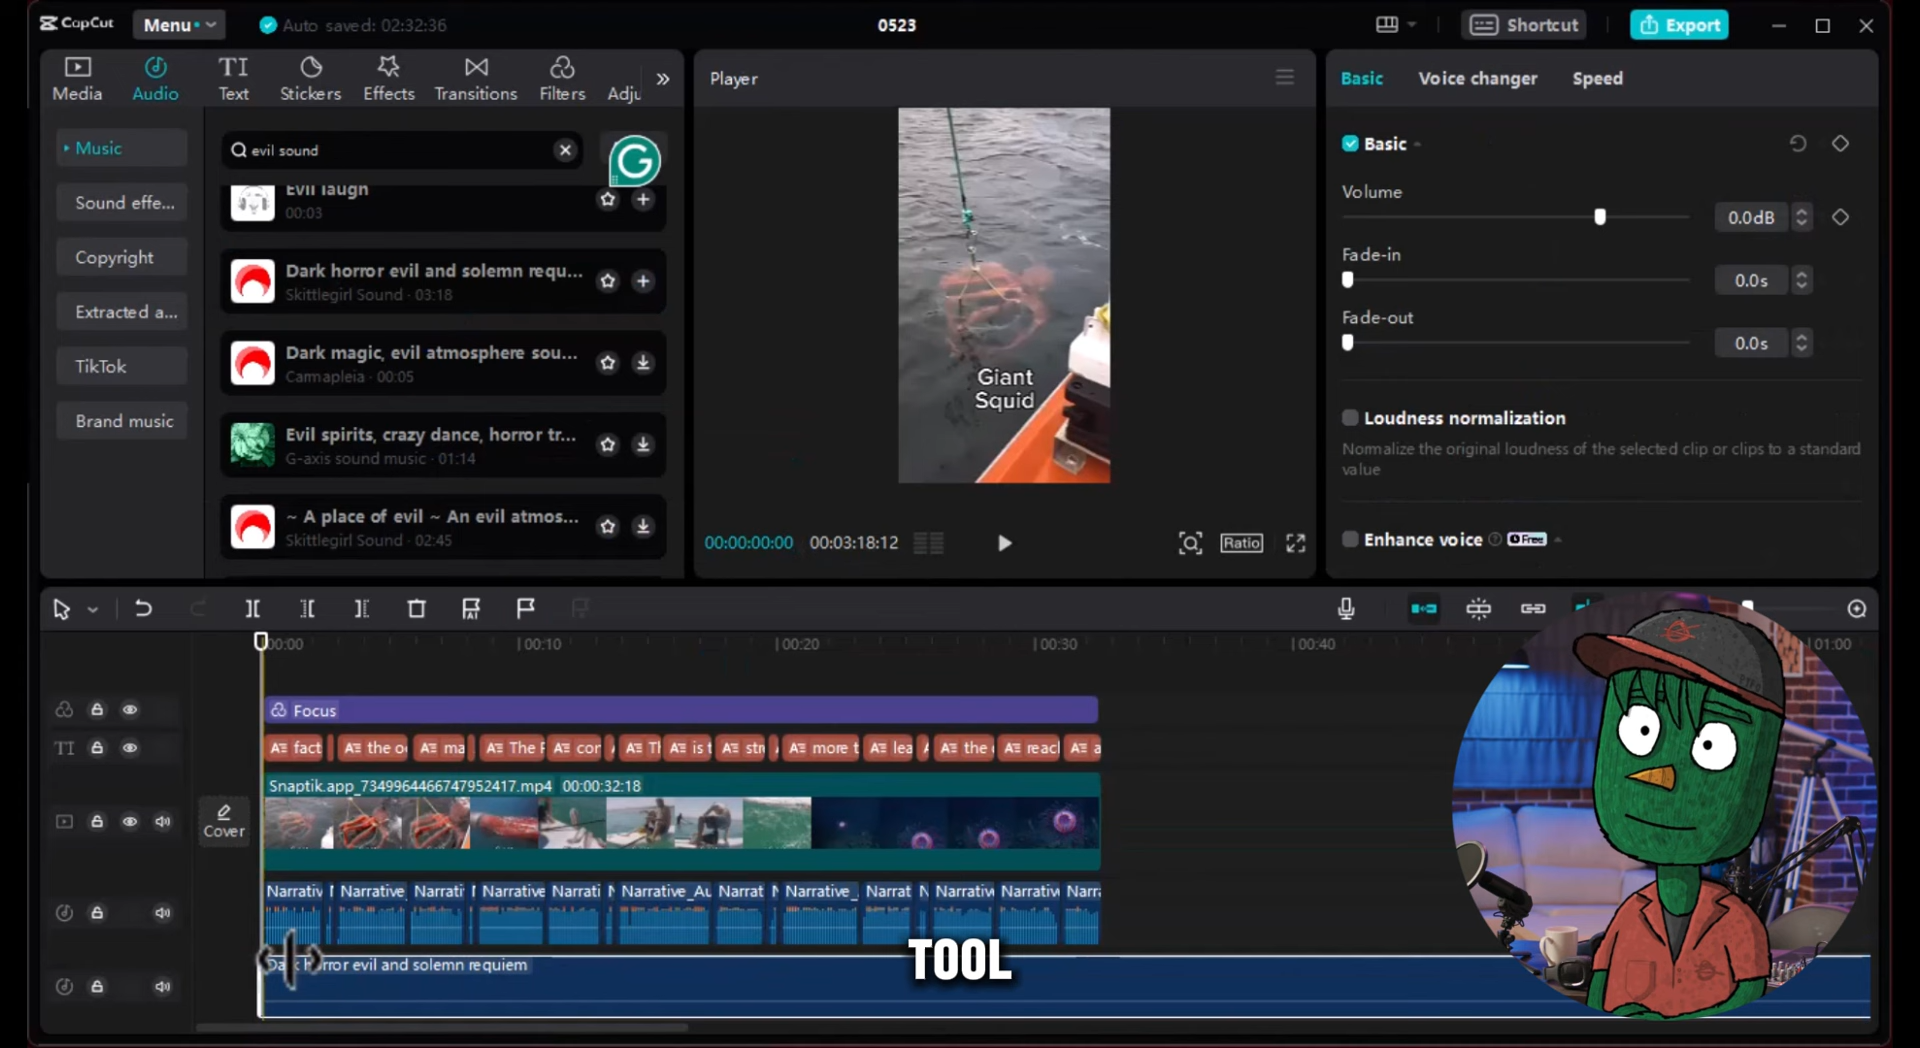 CapCut
Menu
Auto saved: 02:32:36
0523
Shortcut
Export
Media
Audio
TI
Text
Stickers
Effects
Transitions
Filters
Adju
Player
Basic
Voice changer
Speed
Music
Sound effe...
Copyright
Extracted a...
TikTok
Brand music
evil sound
G
Evil laugh
00:03
Dark horror evil and solemn requ...
Skittlegirl Sound · 03:18
Dark magic, evil atmosphere sou...
Carmapleia · 00:05
Evil spirits, crazy dance, horror tr...
G-axis sound music · 01:14
~ A place of evil ~ An evil atmos...
Skittlegirl Sound · 02:45
Giant
Squid
00:00:00:00
00:03:18:12
Ratio
Basic
Volume
0.0dB
Fade-in
0.0s
Fade-out
0.0s
Loudness normalization
Normalize the original loudness of the selected clip or clips to a standard
value
Enhance voice
Free
00:00
00:10
00:20
00:30
00:40
01:00
Focus
TI
fact
the o
ma
The F
cor
Tl
is t
stri
more t
lea
the
reacl
a
Snaptik.app_7349964466747952417.mp4 00:00:32:18
Cover
Narrativ
Narrative
Narrati
Narrative
Narrati
Narrative_Au
Narrat
Narrative_
Narrat
Narrativ
Narrativ
Narra
Dark horror evil and solemn requiem
TOOL